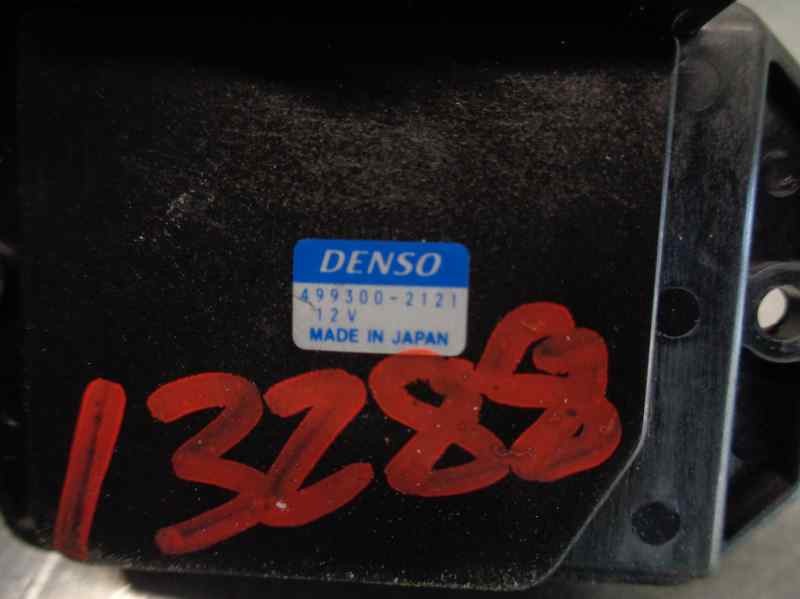 DENSO
499300-2121
12V
MADE IN JAPAN
13288